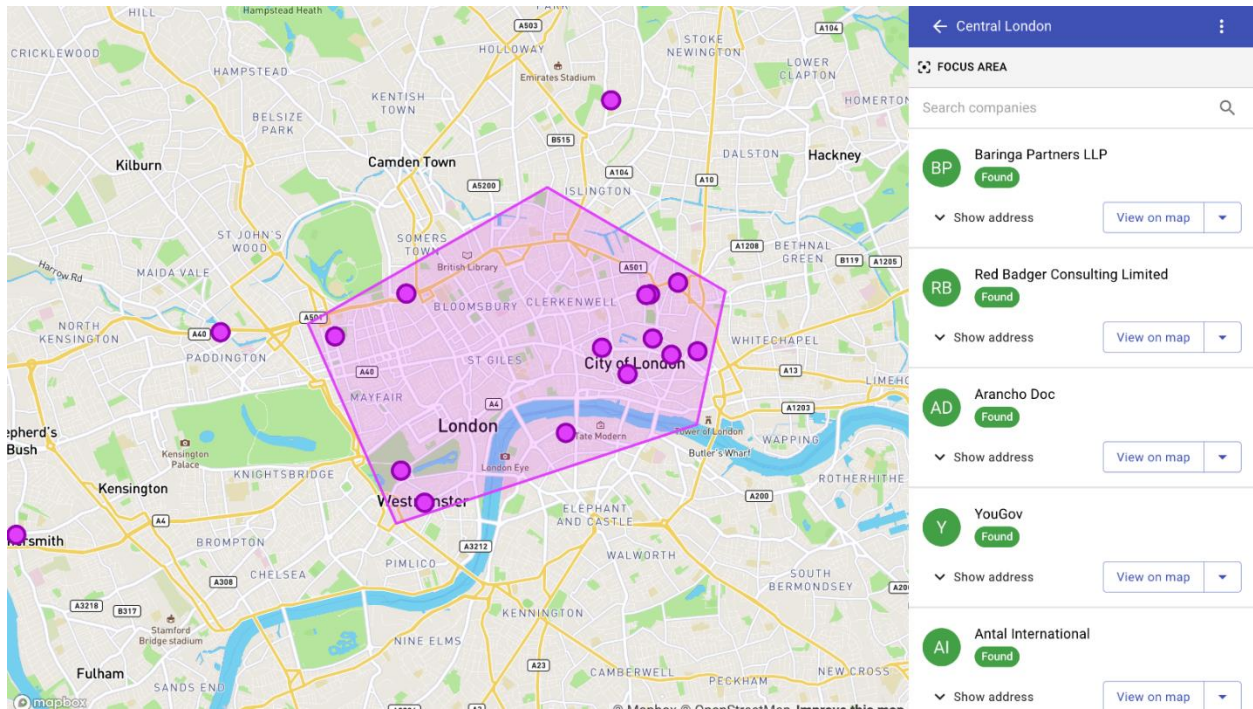 HILL
Hampstead Heath
PARK
A503
A104
CRICKLEWOOD
HOLLOWAY
STOKE
NEWINGTON
HAMPSTEAD
Emirates Stadium
LOWER
CLAPTON
KENTISH
TOWN
HOMERTON
BELSIZE
PARK
B515
Kilburn
Camden Town
DALSTON
Hackney
A104
A10
A5200
ISLINGTON
ST JOHN'S
WOOD
SOMERS
TOWN
A1208
BETHNAL
GREEN
B119
A1205
Harrow Rd
MAIDA VALE
British Library
A501
BLOOMSBURY
CLERKENWELL
NORTH
KENSINGTON
A40
A501
PADDINGTON
WHITECHAPEL
ST GILES
City of London
A40
A13
LIMEHO
MAYFAIR
A4
A1203
London
Tate Modern
Tower of London
WAPPING
epherd's
Bush
Kensington
Palace
KNIGHTSBRIDGE
London Eye
Butler's Wharf
ROTHERHITHE
Kensington
Westminster
A200
A4
ELEPHANT
AND CASTLE
mersmith
BROMPTON
A3212
WALWORTH
PIMLICO
CHELSEA
A308
SOUTH
BERMONDSEY
A200
A3218
B317
KENNINGTON
Stamford
Bridge stadium
NINE ELMS
Fulham
A23
CAMBERWELL
PECKHAM
NEW CROSS
SANDS END
mapbox
A3
© Mapbox © OpenStreetMap Improve this map
Central London
FOCUS AREA
Search companies
BP
Baringa Partners LLP
Found
Show address
View on map
RB
Red Badger Consulting Limited
Found
Show address
View on map
AD
Arancho Doc
Found
Show address
View on map
Y
YouGov
Found
Show address
View on map
AI
Antal International
Found
Show address
View on map